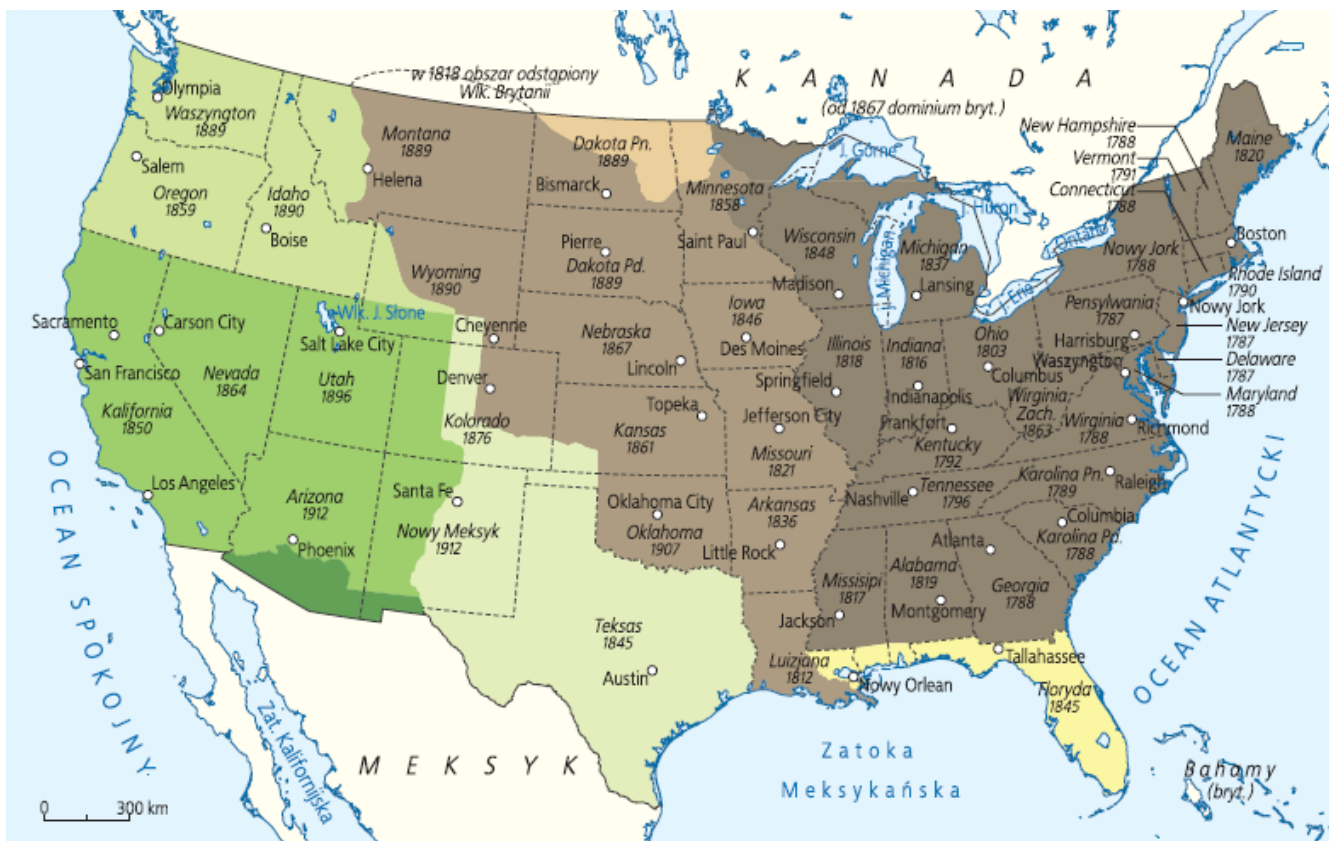 w 1818 obszar odstąpiony
Wlk. Brytanii
K A N A D A
(od 1867 dominium bryt.)
Olympia
Waszyngton
1889
Montana
1889
Dakota Pn.
1889
J. Górne
New Hampshire
1788
Vermont
1791
Connecticut
1788
Maine
1820
Salem
Oregon
1859
Idaho
1890
Helena
Bismarck
Minnesota
1858
J. Huron
Boise
Saint Paul
Wisconsin
1848
J. Michigan
Michigan
1837
J. Ontario
Nowy Jork
1788
Boston
Pierre
Dakota Pd.
1889
Wyoming
1890
Madison
Lansing
J. Erie
Rhode Island
1790
Iowa
1846
Pensylwania
1787
Nowy Jork
New Jersey
1787
Sacramento
Carson City
Wlk. J. Słone
Salt Lake City
Cheyenne
Nebraska
1867
Des Moines
Illinois
1818
Indiana
1816
Ohio
1803
Harrisburg
Waszyngton
Delaware
1787
Maryland
1788
San Francisco
Nevada
1864
Utah
1896
Denver
Lincoln
Springfield
Indianapolis
Columbus
Wirginia
Zach.
1863
Kalifornia
1850
Kolorado
1876
Topeka
Kansas
1861
Jefferson City
Missouri
1821
Frankfort
Kentucky
1792
Wirginia
1788
Richmond
Los Angeles
Arizona
1912
Santa Fe
Nowy Meksyk
1912
Oklahoma City
Oklahoma
1907
Arkansas
1836
Little Rock
Nashville
Tennessee
1796
Karolina Pn.
1789
Raleigh
Columbia
Karolina Pd.
1788
Phoenix
Atlanta
Missisipi
1817
Alabama
1819
Georgia
1788
Jackson
Montgomery
Teksas
1845
Austin
Luizjana
1812
Nowy Orlean
Tallahassee
Floryda
1845
OCEAN SPOKOJNY
OCEAN ATLANTYCKI
Zat. Kalifornijska
M E K S Y K
Zatoka
Meksykańska
Bahamy
(bryt.)
0 300 km